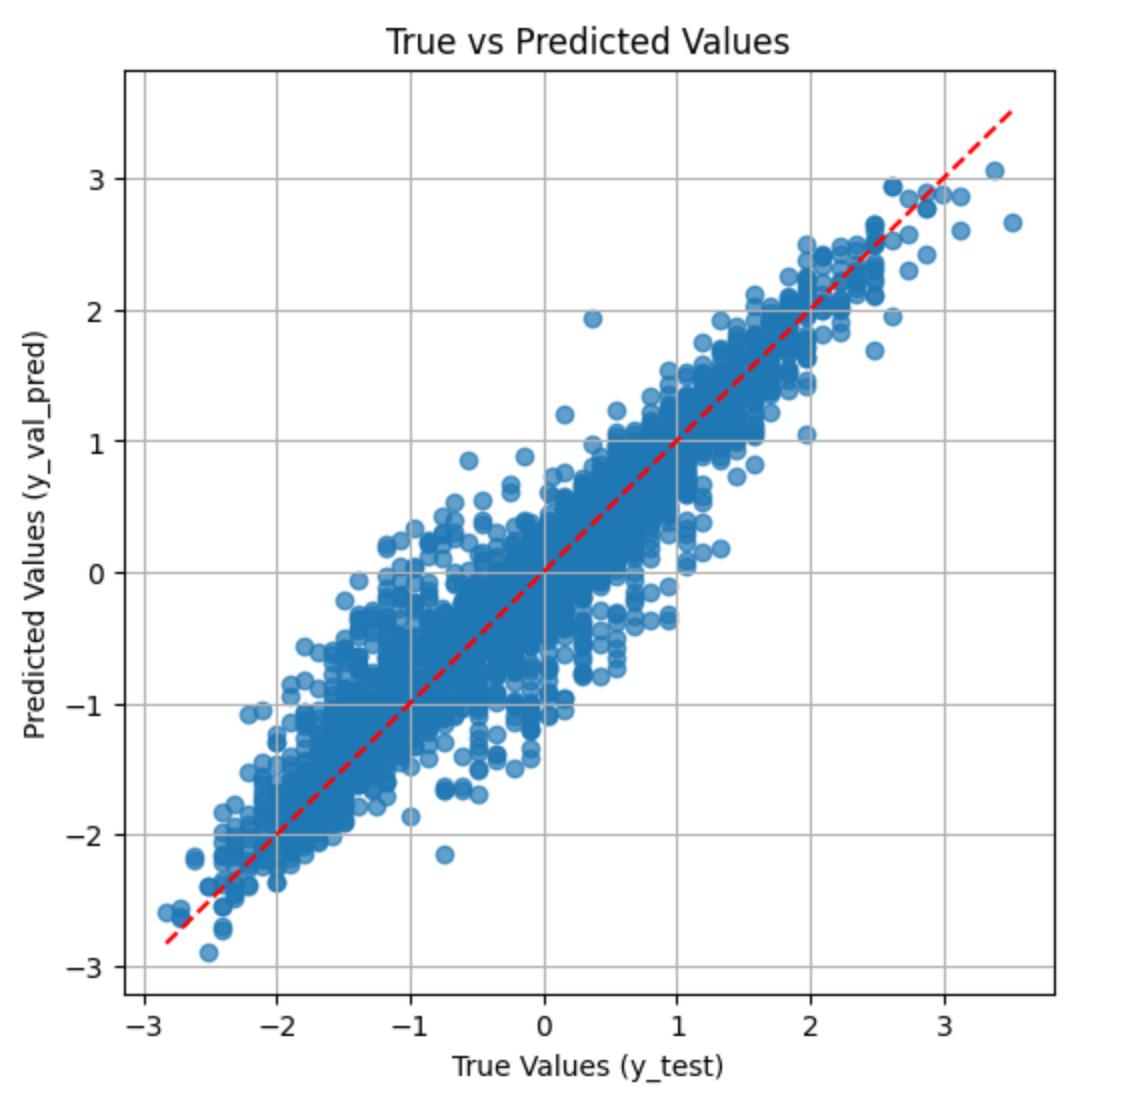 True vs Predicted Values
Predicted Values (y_val_pred)
3
2
1
0
−1
−2
−3
−3 −2 −1 0 1 2 3
True Values (y_test)